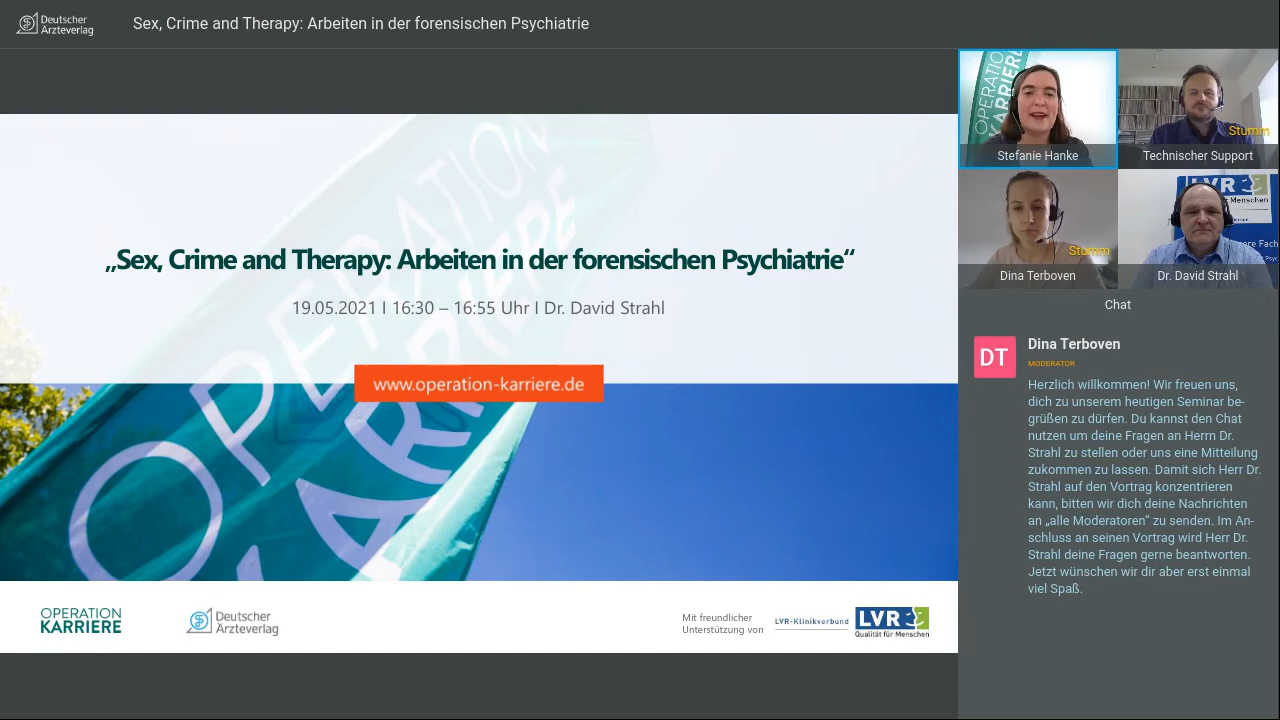 Deutscher
Ärzteverlag
Sex, Crime and Therapy: Arbeiten in der forensischen Psychiatrie
OPERATION
KARRIERE
„Sex, Crime and Therapy: Arbeiten in der forensischen Psychiatrie“
19.05.2021 I 16:30 – 16:55 Uhr I Dr. David Strahl
www.operation-karriere.de
OPERATION
KARRIERE
Deutscher
Ärzteverlag
Mit freundlicher
Unterstützung von
LVR-Klinikverbund
LVR
Qualität für Menschen
OPERATION
KARRIERE
Stefanie Hanke
Stumm
Technischer Support
Stumm
Dina Terboven
LVR
Dr. David Strahl
Chat
DT
Dina Terboven
MODERATOR
Herzlich willkommen! Wir freuen uns,
dich zu unserem heutigen Seminar be-
grüßen zu dürfen. Du kannst den Chat
nutzen um deine Fragen an Herrn Dr.
Strahl zu stellen oder uns eine Mitteilung
zukommen zu lassen. Damit sich Herr Dr.
Strahl auf den Vortrag konzentrieren
kann, bitten wir dich deine Nachrichten
an „alle Moderatoren“ zu senden. Im An-
schluss an seinen Vortrag wird Herr Dr.
Strahl deine Fragen gerne beantworten.
Jetzt wünschen wir dir aber erst einmal
viel Spaß.